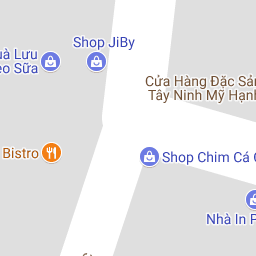 Shop JiBy
uà Lưu
eo Sữa
Cửa Hàng Đặc Sản
Tây Ninh Mỹ Hạnh
Bistro
Shop Chim Cá C
Nhà In F